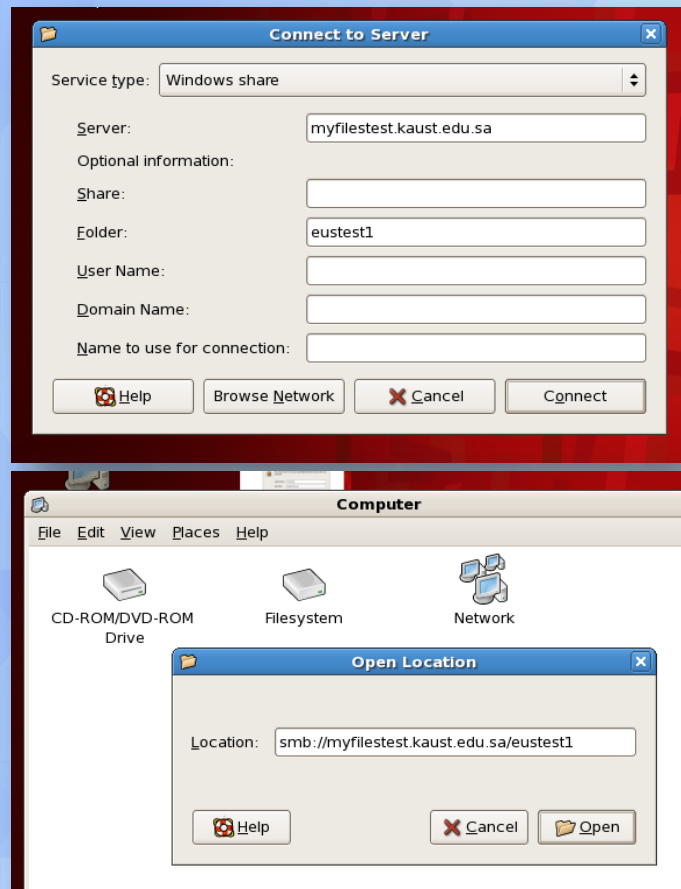 Connect to Server
Service type: Windows share
Server: myfilestest.kaust.edu.sa
Optional information:
Share:
Folder: eustest1
User Name:
Domain Name:
Name to use for connection:
Help Browse Network Cancel Connect
Computer
File Edit View Places Help
CD-ROM/DVD-ROM Drive Filesystem Network
Open Location
Location: smb://myfilestest.kaust.edu.sa/eustest1
Help Cancel Open